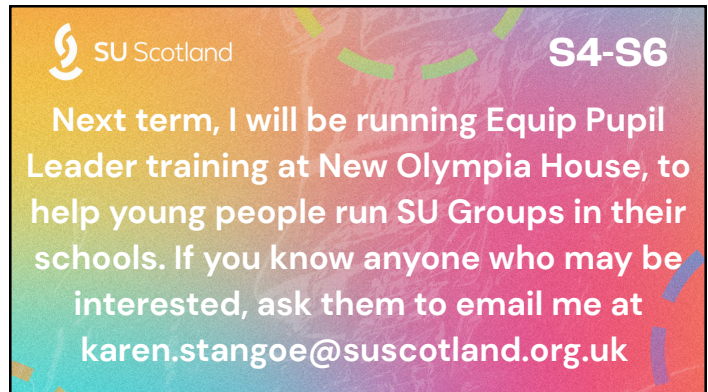 SU Scotland
S4-S6
Next term, I will be running Equip Pupil
Leader training at New Olympia House, to
help young people run SU Groups in their
schools. If you know anyone who may be
interested, ask them to email me at
karen.stangoe@suscotland.org.uk